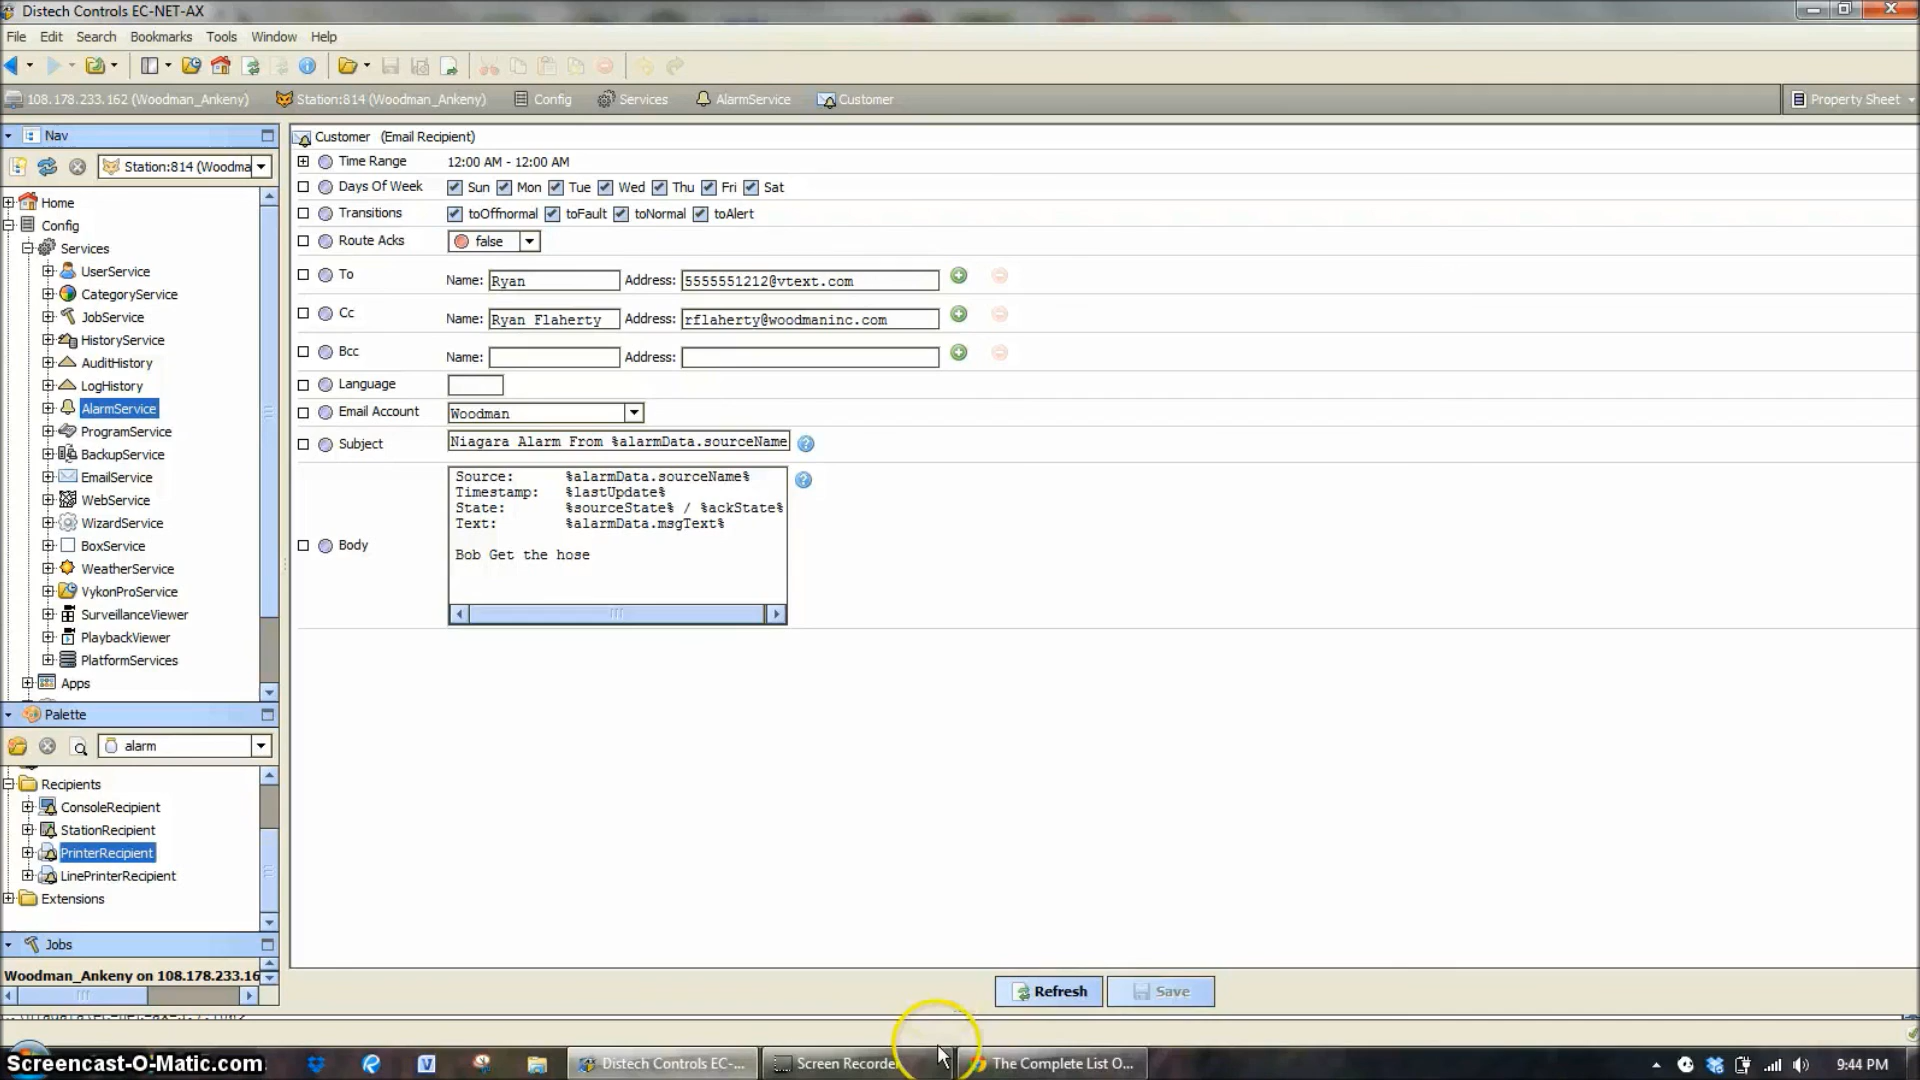 Distech Controls EC-NET-AX
File Edit Search Bookmarks Tools Window Help
108.178.233.162 (Woodman_Ankeny) Station:814 (Woodman_Ankeny) Config Services AlarmService Customer Property Sheet
Nav
Station:814 (Woodma
Home
Config
Services
UserService
CategoryService
JobService
HistoryService
AuditHistory
LogHistory
AlarmService
ProgramService
BackupService
EmailService
WebService
WizardService
BoxService
WeatherService
VykonProService
SurveillanceViewer
PlaybackViewer
PlatformServices
Apps
Palette
alarm
Recipients
ConsoleRecipient
StationRecipient
PrinterRecipient
LinePrinterRecipient
Extensions
Jobs
Woodman_Ankeny on 108.178.233.16
Customer (Email Recipient)
Time Range 12:00 AM - 12:00 AM
Days Of Week Sun Mon Tue Wed Thu Fri Sat
Transitions toOffnormal toFault toNormal toAlert
Route Acks false
To Name: Ryan Address: 5555551212@vtext.com
Cc Name: Ryan Flaherty Address: rflaherty@woodmaninc.com
Bcc Name: Address:
Language
Email Account Woodman
Subject Niagara Alarm From %alarmData.sourceName
Body
Source: %alarmData.sourceName%
Timestamp: %lastUpdate%
State: %sourceState% / %ackState%
Text: %alarmData.msgText%
Bob Get the hose
Refresh Save
Screencast-O-Matic.com
Distech Controls EC-... Screen Recorder The Complete List O... 9:44 PM